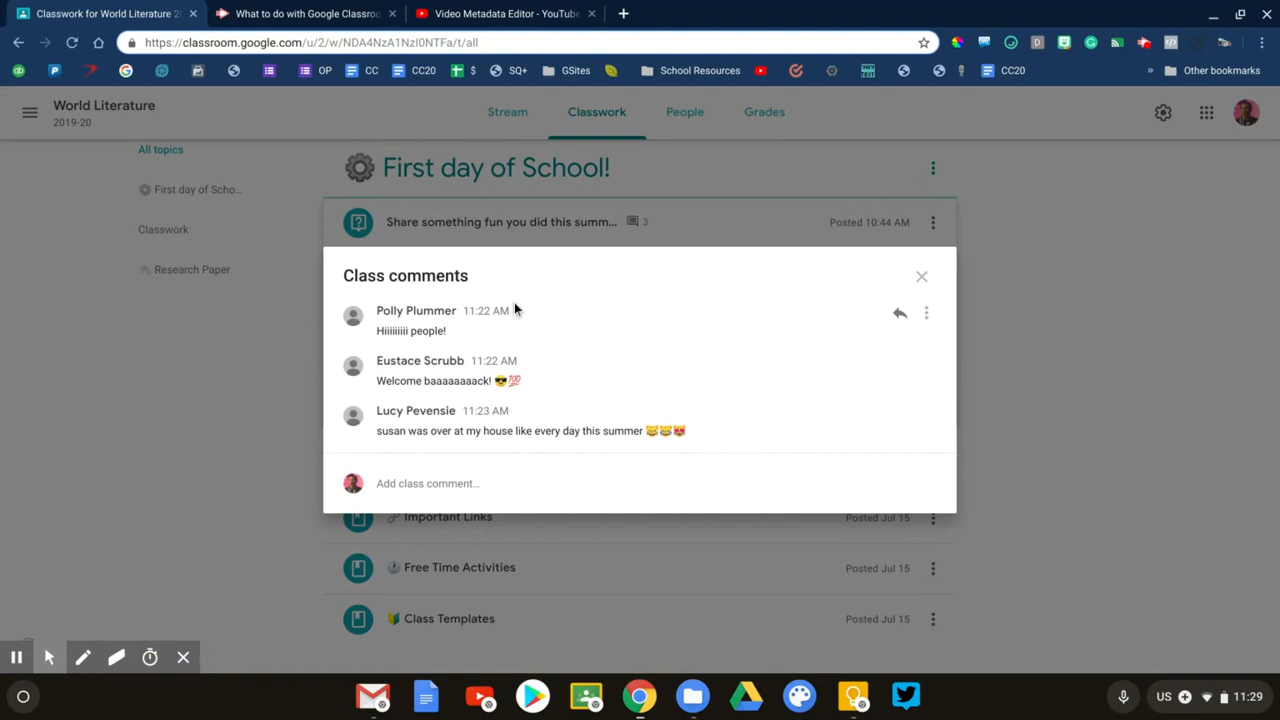 Classwork for World Literature 2
What to do with Google Classroo
Video Metadata Editor - YouTube
https://classroom.google.com/u/2/w/NDA4NzA1NzI0NTFa/t/all
OP
CC
CC20
$
SQ+
GSites
School Resources
CC20
»
Other bookmarks
World Literature
2019-20
Stream
Classwork
People
Grades
All topics
First day of Scho...
Classwork
Research Paper
First day of School!
Share something fun you did this summ...
3
Posted 10:44 AM
Class comments
Polly Plummer 11:22 AM
Hiiiiiiiii people!
Eustace Scrubb 11:22 AM
Welcome baaaaaaaack! 😎💯
Lucy Pevensie 11:23 AM
susan was over at my house like every day this summer 😹😹😻
Add class comment...
Important Links
Posted Jul 15
Free Time Activities
Posted Jul 15
Class Templates
Posted Jul 15
US
11:29